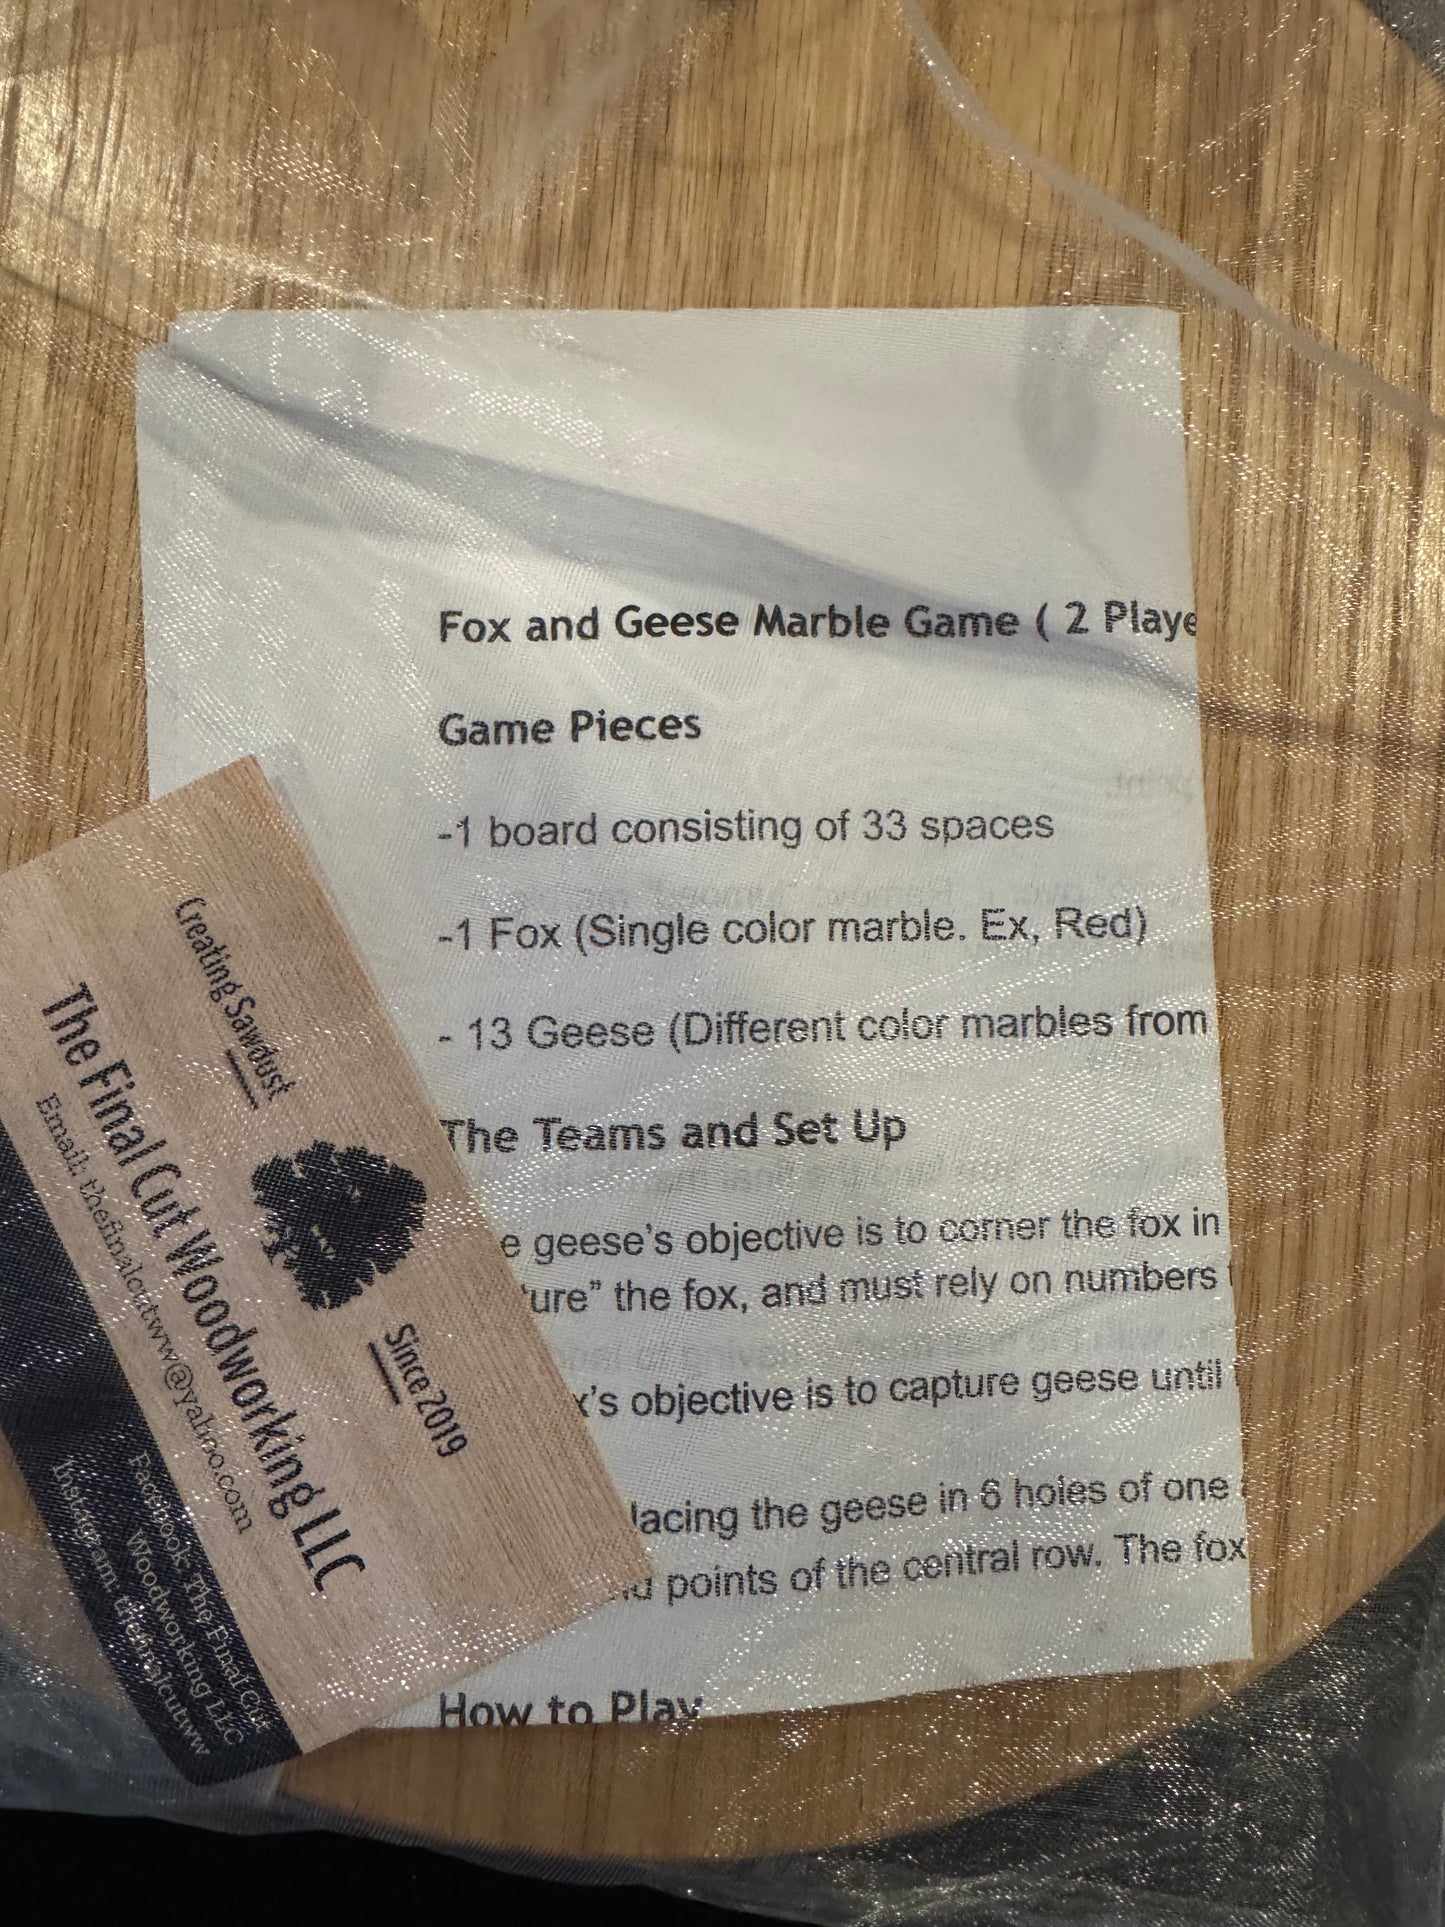 Fox and Geese Marble Game ( 2 Playe
Game Pieces
-1 board consisting of 33 spaces
-1 Fox (Single color marble. Ex, Red)
- 13 Geese (Different color marbles from
The Teams and Set Up
e geese's objective is to corner the fox in
ure” the fox, and must rely on numbers
x’s objective is to capture geese until
lacing the geese in 6 holes of one
d points of the central row. The fox
How to Play
Creating Sawdust
Since 2019
The Final Cut Woodworking LLC
Email: thefinalcutww@yahoo.com
Facebook: The Final Cut
Woodworking LLC
Instagram: thefinalcutww